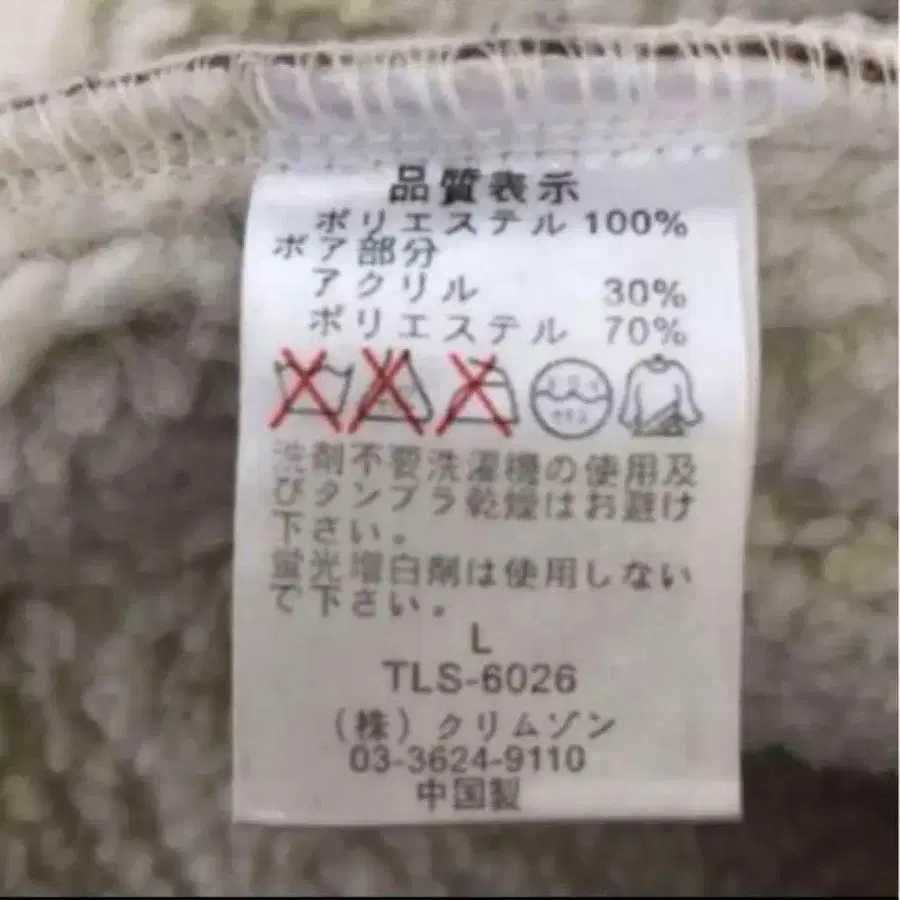 品質表示
ポリエステル 100%
ボア部分
アクリル 30%
ポリエステル 70%
洗剤不要洗濯機の使用及
びタンブラ乾燥はお避け
下さい。
蛍光増白剤は使用しない
で下さい。
L
TLS-6026
（株）クリムゾン
03-3624-9110
中国製